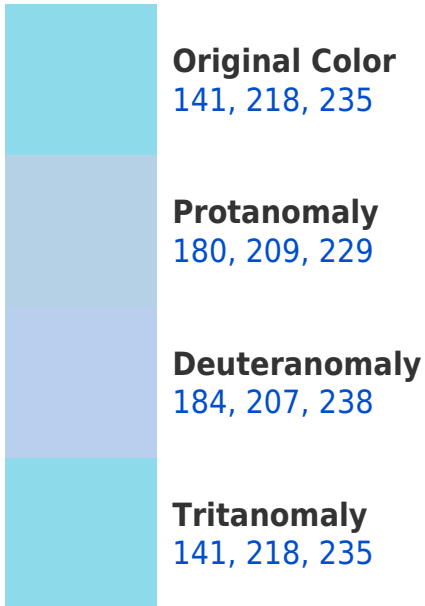 Original Color
141, 218, 235
Protanomaly
180, 209, 229
Deuteranomaly
184, 207, 238
Tritanomaly
141, 218, 235